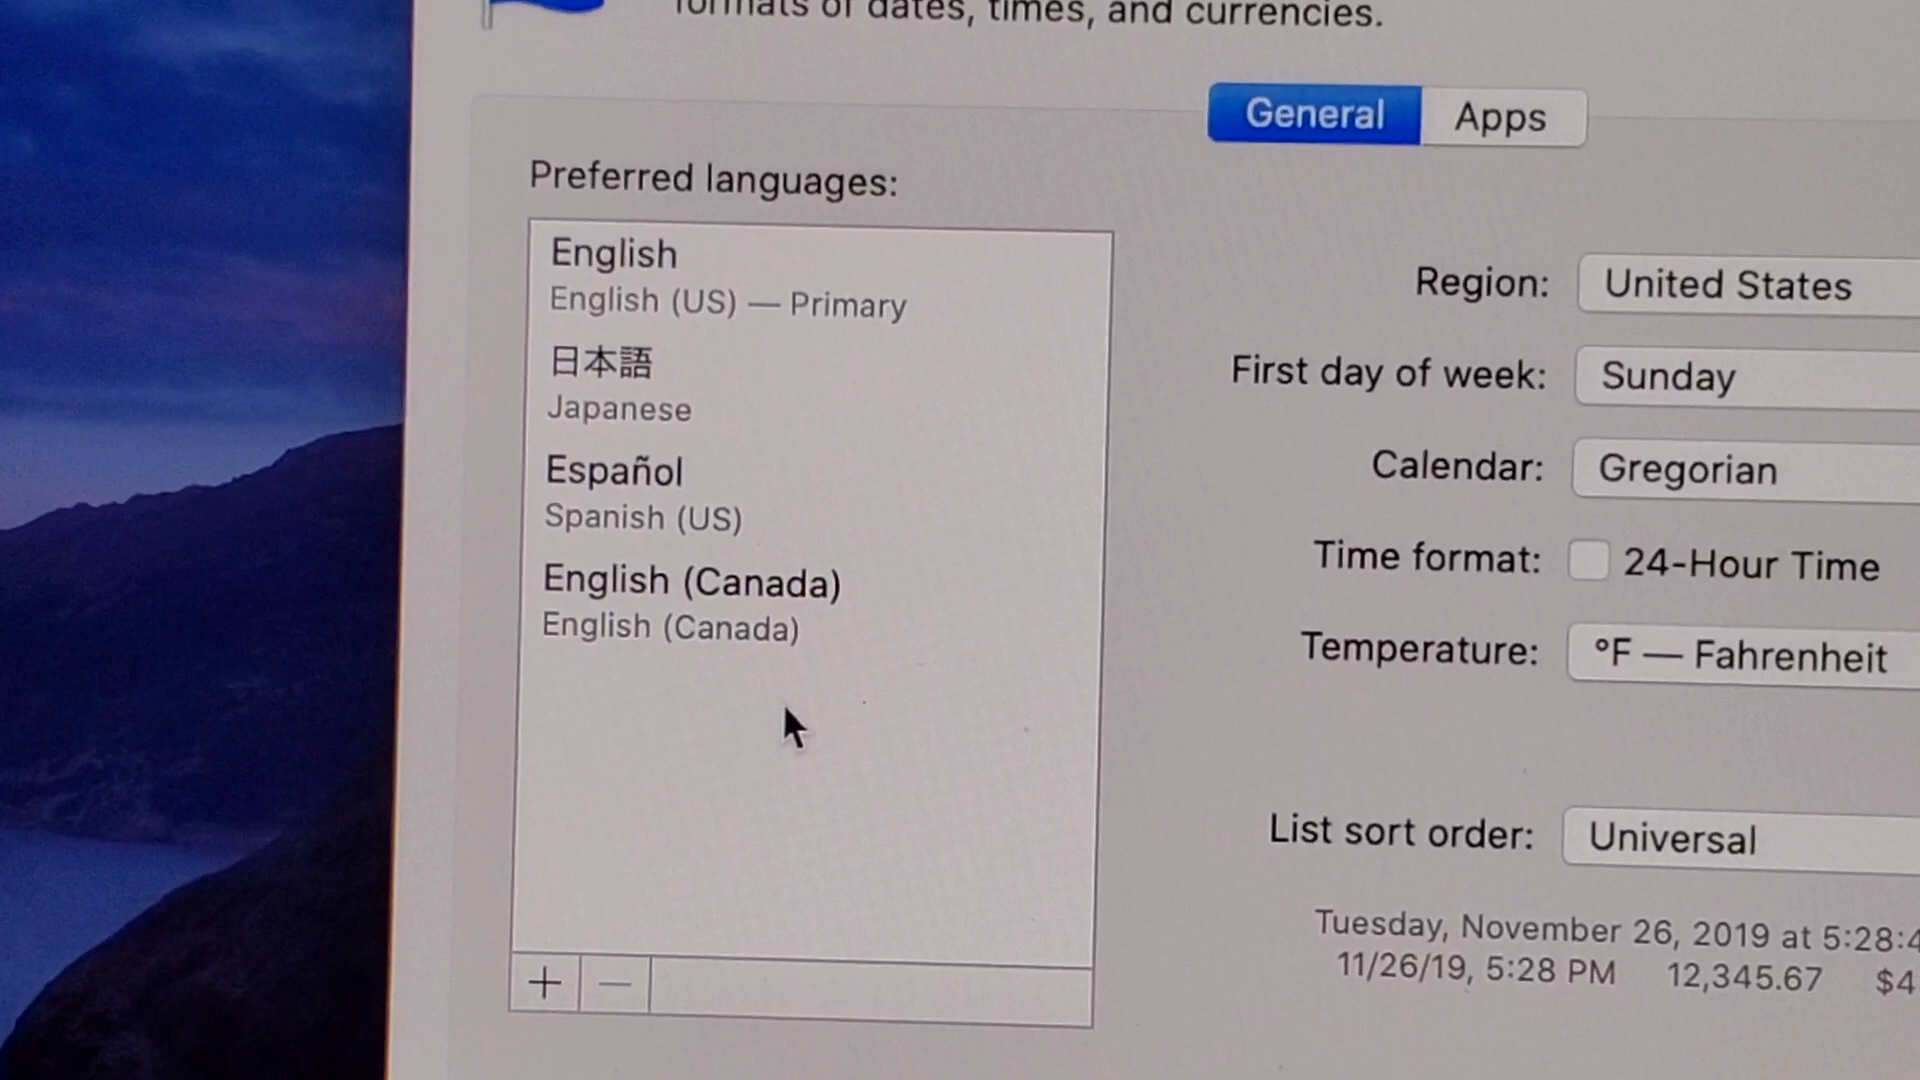 formats of dates, times, and currencies.
General Apps
Preferred languages:
English
English (US) — Primary
日本語
Japanese
Español
Spanish (US)
English (Canada)
English (Canada)
Region: United States
First day of week: Sunday
Calendar: Gregorian
Time format: 24-Hour Time
Temperature: °F — Fahrenheit
List sort order: Universal
Tuesday, November 26, 2019 at 5:28:4
11/26/19, 5:28 PM 12,345.67 $4